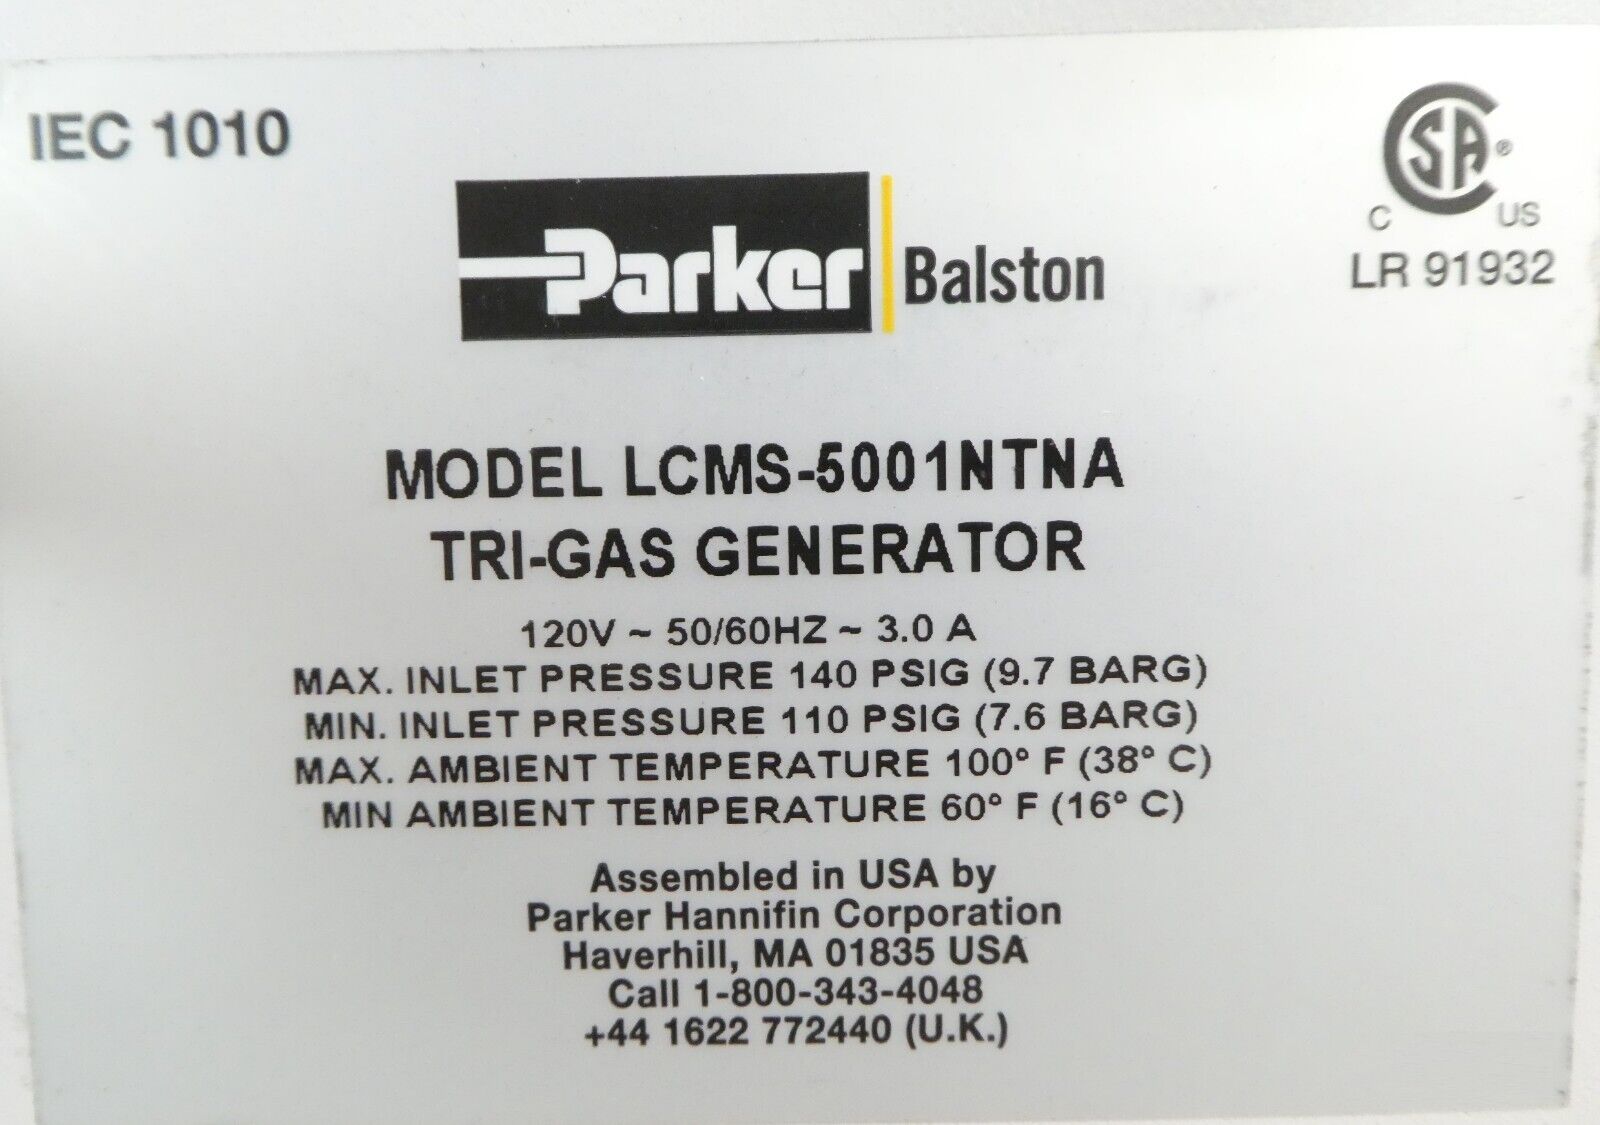 IEC 1010
CSA®
C US
LR 91932
Parker Balston
MODEL LCMS-5001NTNA
TRI-GAS GENERATOR
120V ~ 50/60HZ ~ 3.0 A
MAX. INLET PRESSURE 140 PSIG (9.7 BARG)
MIN. INLET PRESSURE 110 PSIG (7.6 BARG)
MAX. AMBIENT TEMPERATURE 100° F (38° C)
MIN AMBIENT TEMPERATURE 60° F (16° C)
Assembled in USA by
Parker Hannifin Corporation
Haverhill, MA 01835 USA
Call 1-800-343-4048
+44 1622 772440 (U.K.)